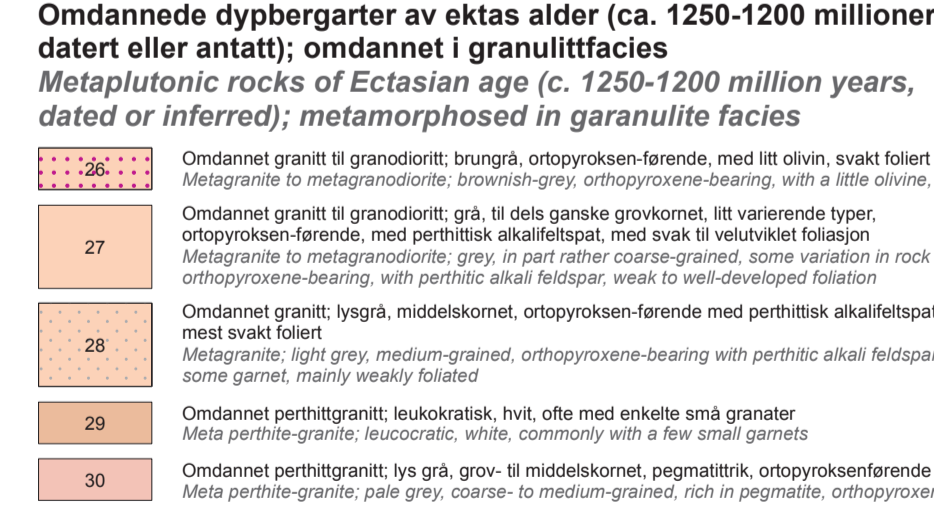 Omdannede dypbergarter av ektas alder (ca. 1250-1200 millioner
datert eller antatt); omdannet i granulittfacies
Metaplutonic rocks of Ectasian age (c. 1250-1200 million years,
dated or inferred); metamorphosed in garanulite facies
26
Omdannet granitt til granodioritt; brungrå, ortopyroksen-førende, med litt olivin, svakt foliert
Metagranite to metagranodiorite; brownish-grey, orthopyroxene-bearing, with a little olivine,
27
Omdannet granitt til granodioritt; grå, til dels ganske grovkornet, litt varierende typer,
ortopyroksen-førende, med perthittisk alkalifeltspat, med svak til velutviklet foliasjon
Metagranite to metagranodiorite; grey, in part rather coarse-grained, some variation in rock
orthopyroxene-bearing, with perthitic alkali feldspar, weak to well-developed foliation
28
Omdannet granitt; lysgrå, middelskornet, ortopyroksen-førende med perthittisk alkalifeltspat
mest svakt foliert
Metagranite; light grey, medium-grained, orthopyroxene-bearing with perthitic alkali feldspar
some garnet, mainly weakly foliated
29
Omdannet perthittgranitt; leukokratisk, hvit, ofte med enkelte små granater
Meta perthite-granite; leucocratic, white, commonly with a few small garnets
30
Omdannet perthittgranitt; lys grå, grov- til middelskornet, pegmatittrik, ortopyroksenførende
Meta perthite-granite; pale grey, coarse- to medium-grained, rich in pegmatite,